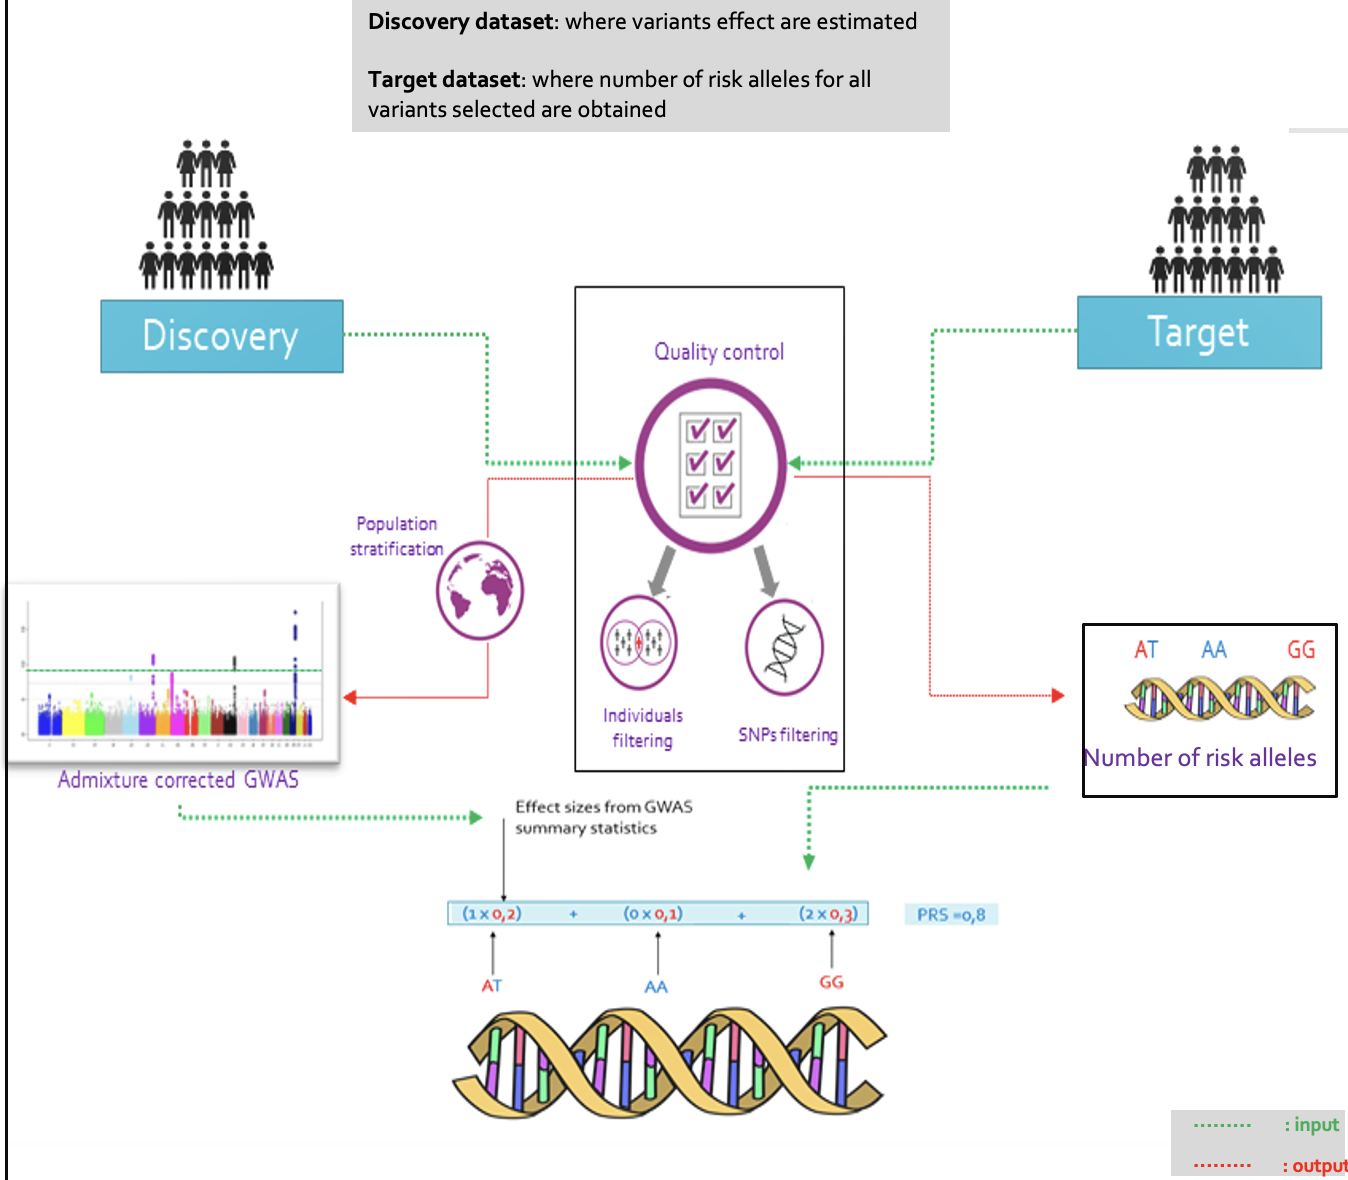 Discovery dataset: where variants effect are estimated
Target dataset: where number of risk alleles for all
variants selected are obtained
Discovery
Target
Quality control
Population
stratification
Individuals
filtering
SNPs filtering
Admixture corrected GWAS
AT AA GG
Number of risk alleles
Effect sizes from GWAS
summary statistics
(1 x 0,2) + (0 x 0,1) + (2 x 0,3)
PRS =0,8
AT AA GG
: input
: output